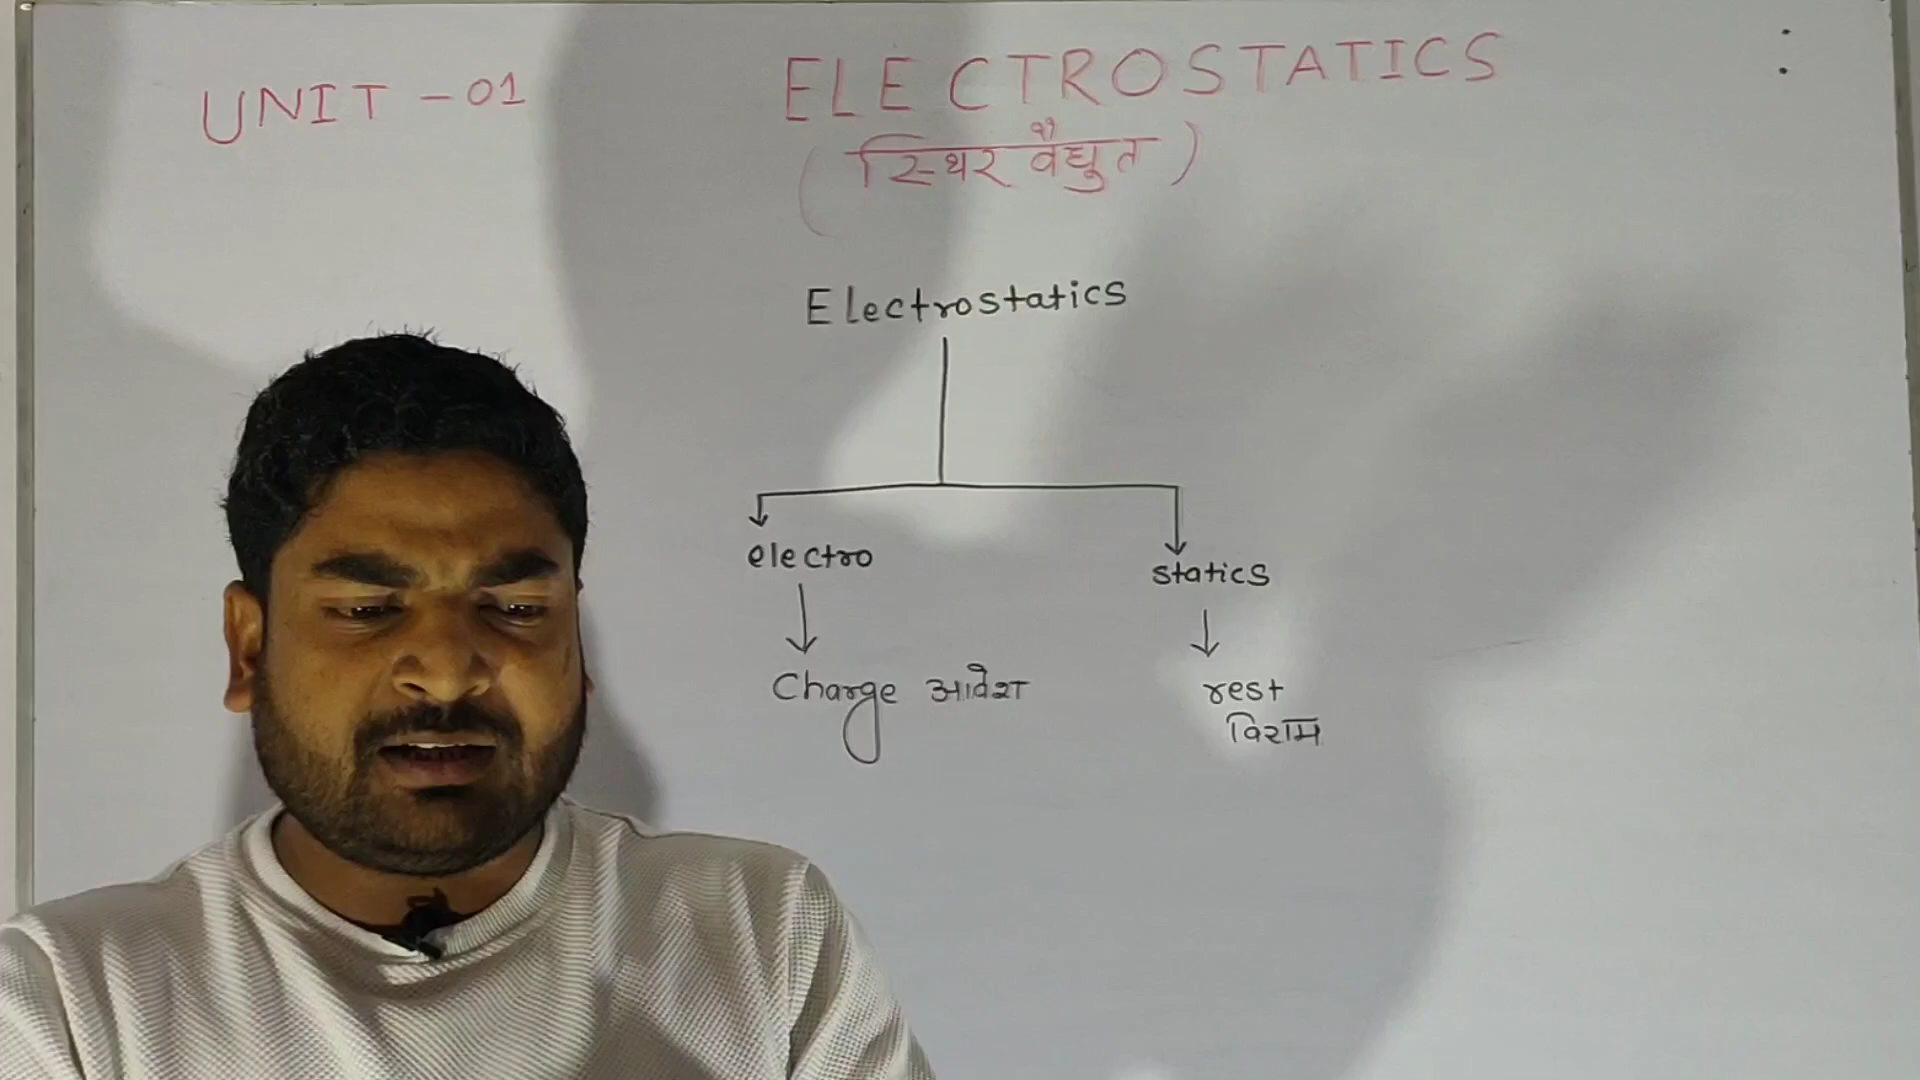 UNIT - 01
ELECTROSTATICS
(स्थिर वैद्युत)
Electrostatics
electro
statics
Charge आवेश
rest
विराम